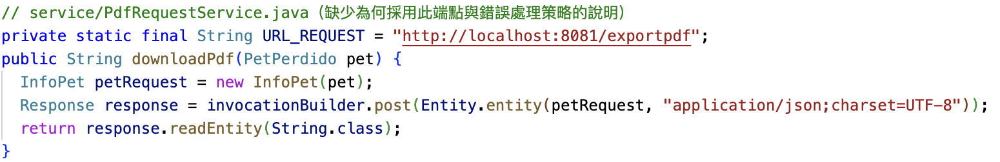 // service/PdfRequestService.java（缺少為何採用此端點與錯誤處理策略的說明）
private static final String URL_REQUEST = "http://localhost:8081/exportpdf";
public String downloadPdf(PetPerdido pet) {
  InfoPet petRequest = new InfoPet(pet);
  Response response = invocationBuilder.post(Entity.entity(petRequest, "application/json;charset=UTF-8"));
  return response.readEntity(String.class);
}